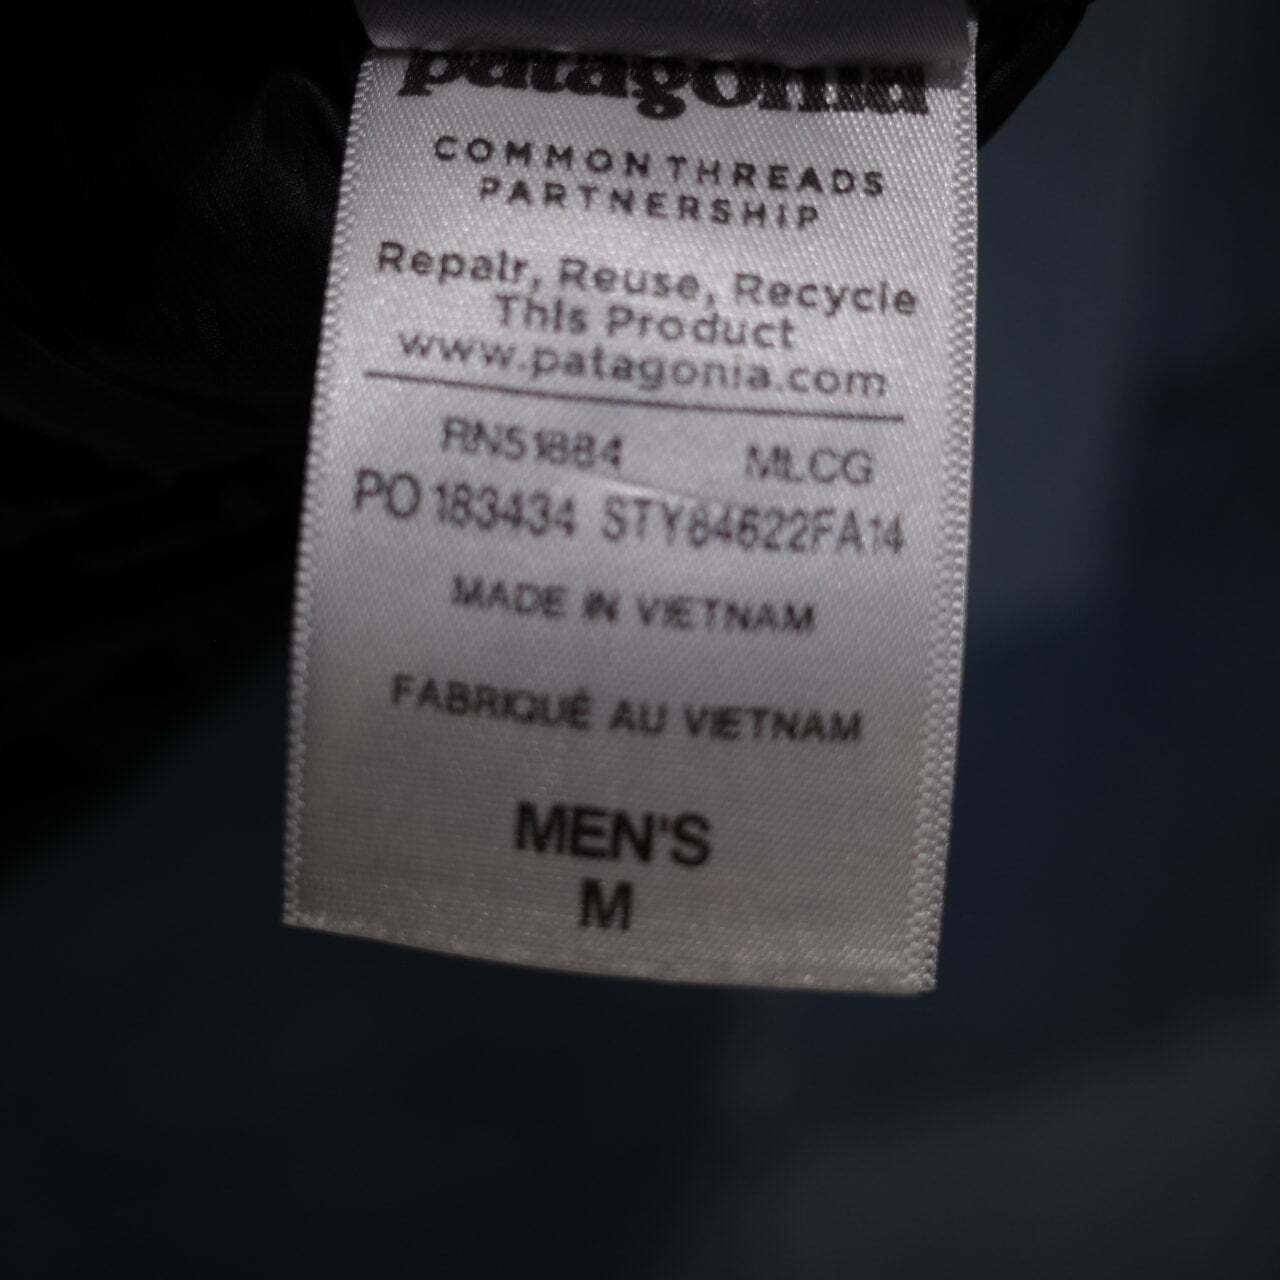 patagonia
COMMON THREADS
PARTNERSHIP
Repair, Reuse, Recycle
This Product
www.patagonia.com
RN51884 MLCG
PO 183434 STY84622FA14
MADE IN VIETNAM
FABRIQUÉ AU VIETNAM
MEN'S
M